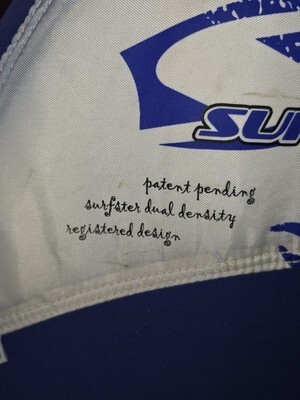 patent pending
surfster dual density
registered design